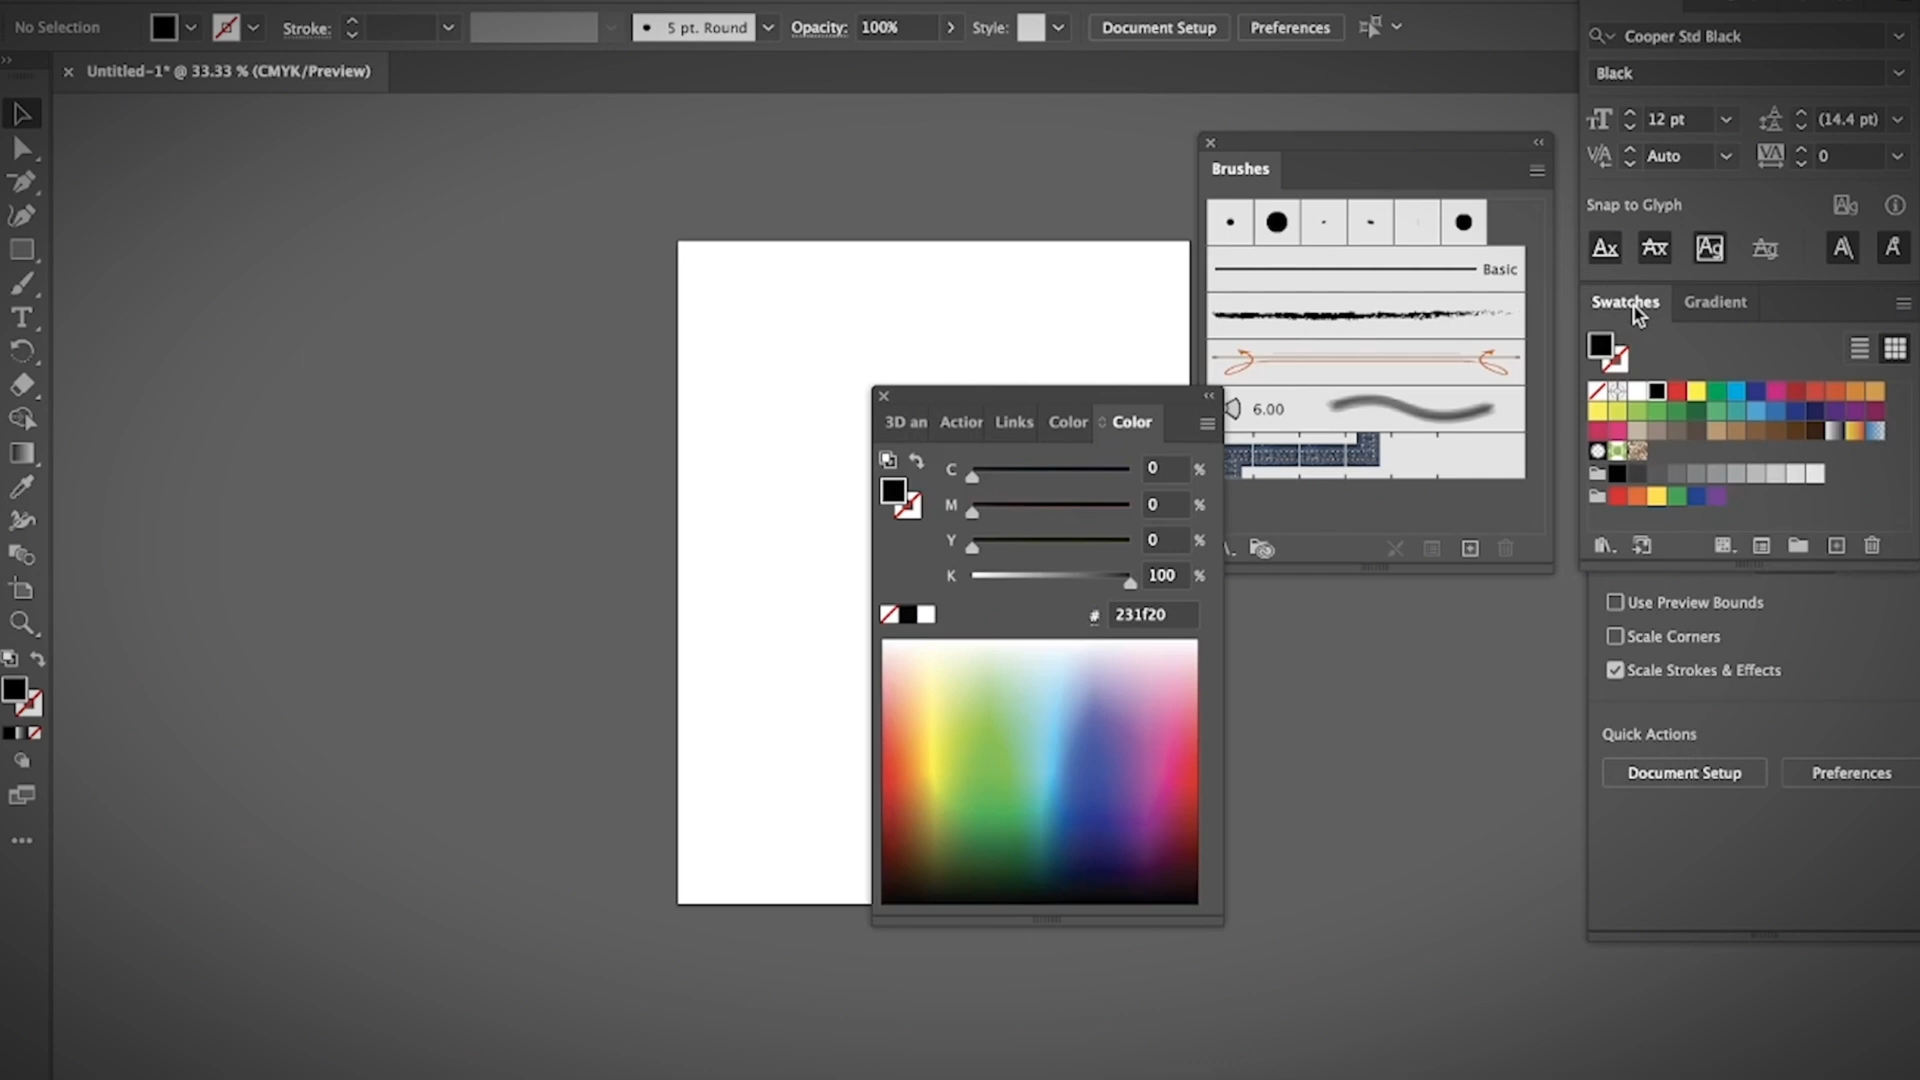 No Selection
Stroke:
5 pt. Round
Opacity: 100%
Style:
Document Setup
Preferences
Untitled-1* @ 33.33 % (CMYK/Preview)
Cooper Std Black
Black
12 pt
(14.4 pt)
Auto
0
Snap to Glyph
Swatches
Gradient
Brushes
Basic
6.00
3D an
Action
Links
Color
Color
C 0 %
M 0 %
Y 0 %
K 100 %
# 231f20
Use Preview Bounds
Scale Corners
Scale Strokes & Effects
Quick Actions
Document Setup
Preferences